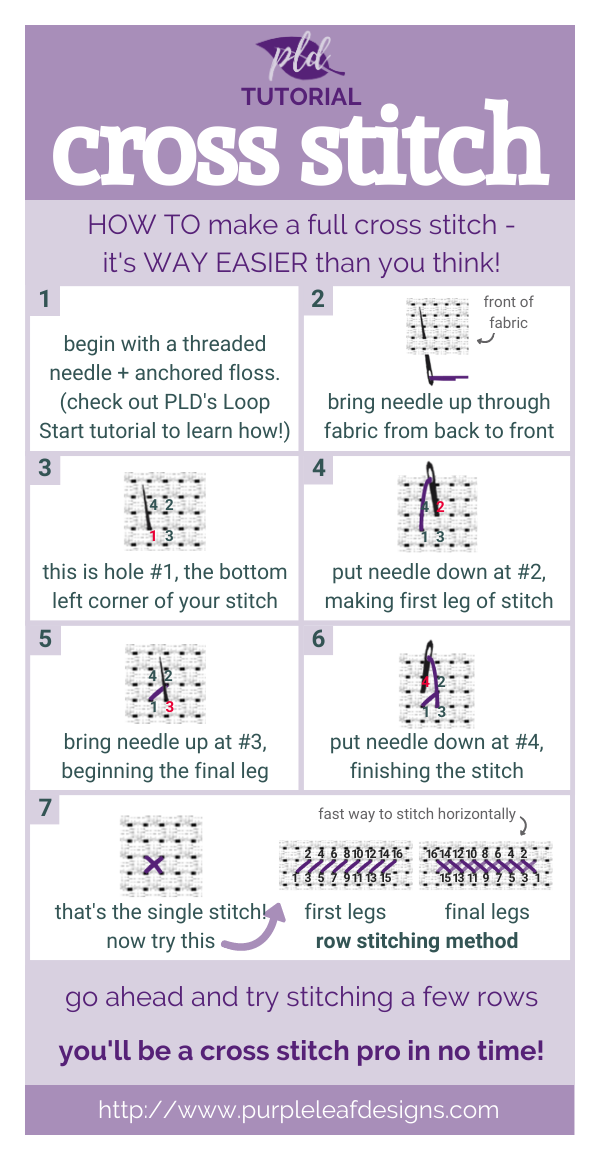 pld
TUTORIAL
cross stitch
HOW TO make a full cross stitch -
it's WAY EASIER than you think!
1
begin with a threaded
needle + anchored floss.
(check out PLD's Loop
Start tutorial to learn how!)
2
front of
fabric
bring needle up through
fabric from back to front
3
4 2
1 3
this is hole #1, the bottom
left corner of your stitch
4
4 2
1 3
put needle down at #2,
making first leg of stitch
5
4 2
1 3
bring needle up at #3,
beginning the final leg
6
4 2
1 3
put needle down at #4,
finishing the stitch
7
that's the single stitch!
now try this
fast way to stitch horizontally
2 4 6 8 10 12 14 16
1 3 5 7 9 11 13 15
first legs
16 14 12 10 8 6 4 2
15 13 11 9 7 5 3 1
final legs
row stitching method
go ahead and try stitching a few rows
you'll be a cross stitch pro in no time!
http://www.purpleleafdesigns.com